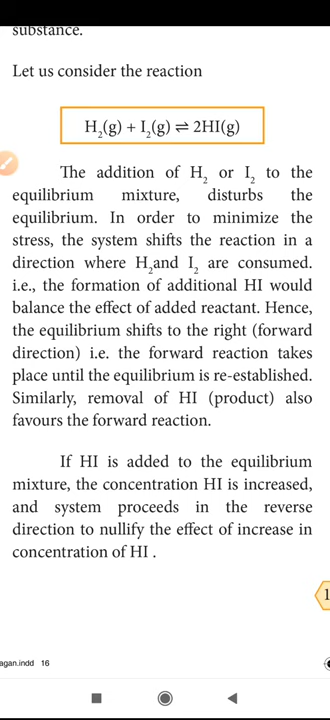 substance.
Let us consider the reaction
H₂(g) + I₂(g) ⇌ 2HI(g)
The addition of H₂ or I₂ to the
equilibrium mixture, disturbs the
equilibrium. In order to minimize the
stress, the system shifts the reaction in a
direction where H₂and I₂ are consumed.
i.e., the formation of additional HI would
balance the effect of added reactant. Hence,
the equilibrium shifts to the right (forward
direction) i.e. the forward reaction takes
place until the equilibrium is re-established.
Similarly, removal of HI (product) also
favours the forward reaction.
If HI is added to the equilibrium
mixture, the concentration HI is increased,
and system proceeds in the reverse
direction to nullify the effect of increase in
concentration of HI .
1
agan.indd 16